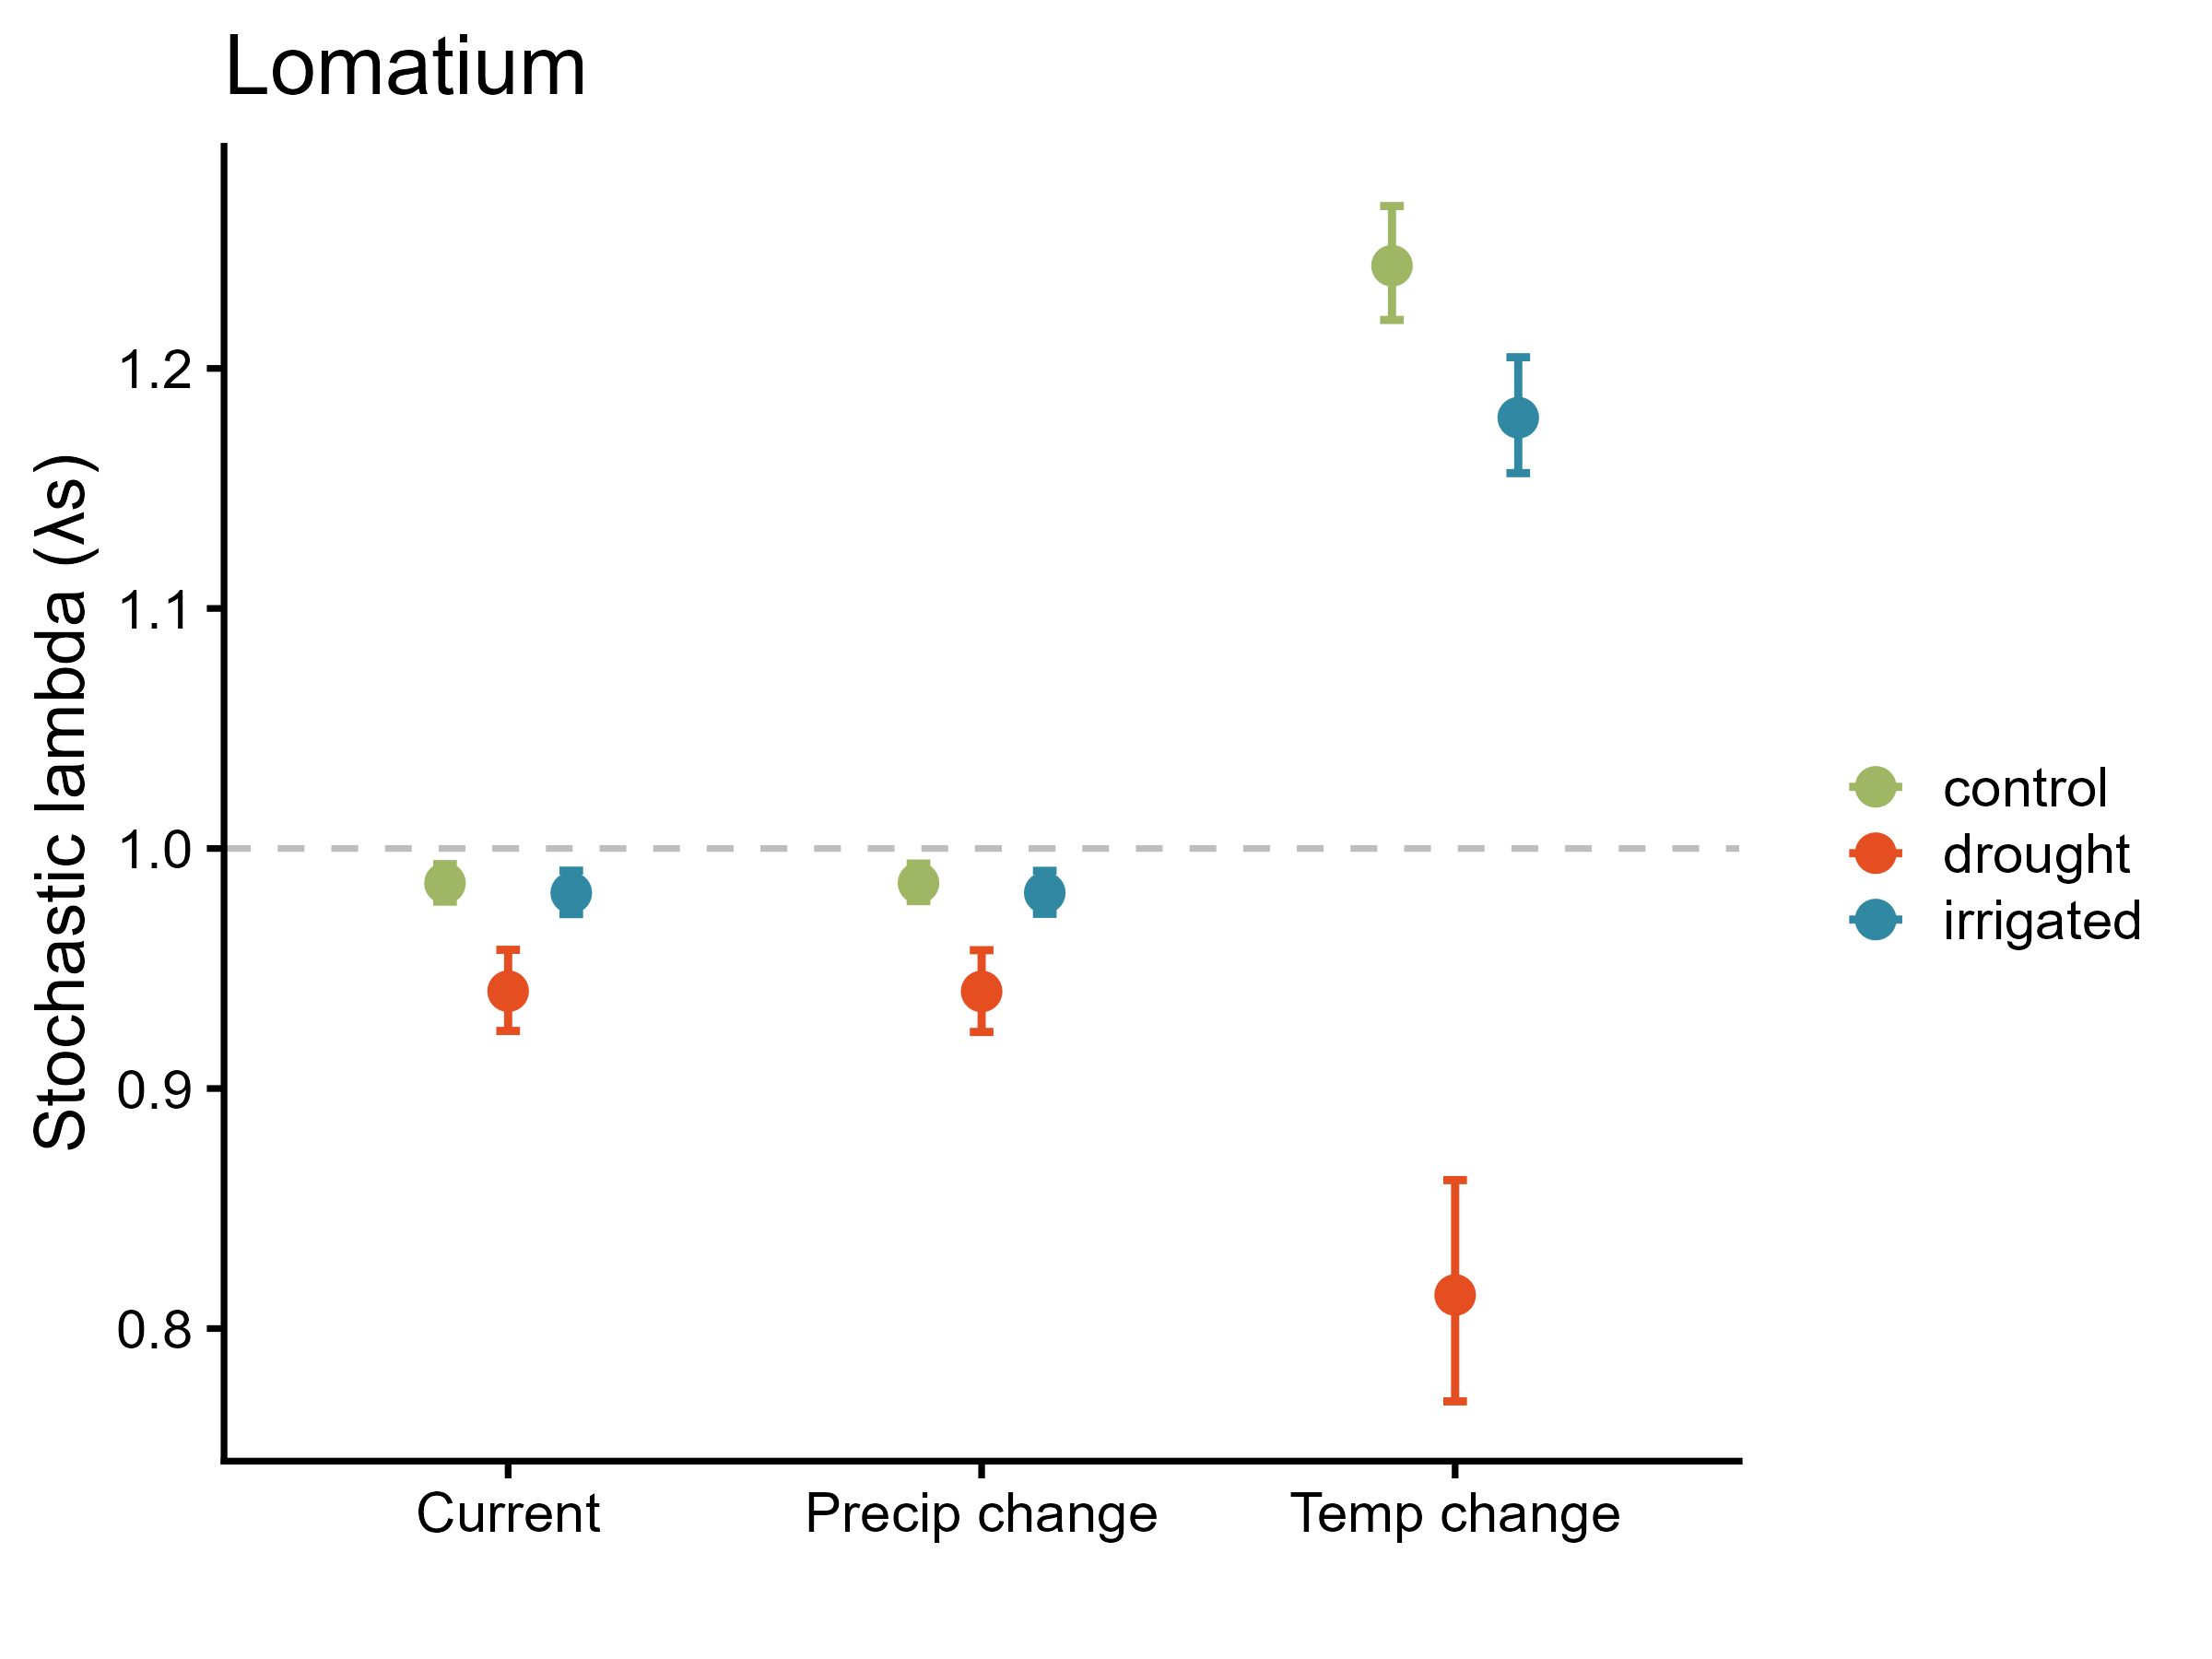 Lomatium
Stochastic lambda (λs)
1.2
1.1
1.0
0.9
0.8
Current
Precip change
Temp change
control
drought
irrigated